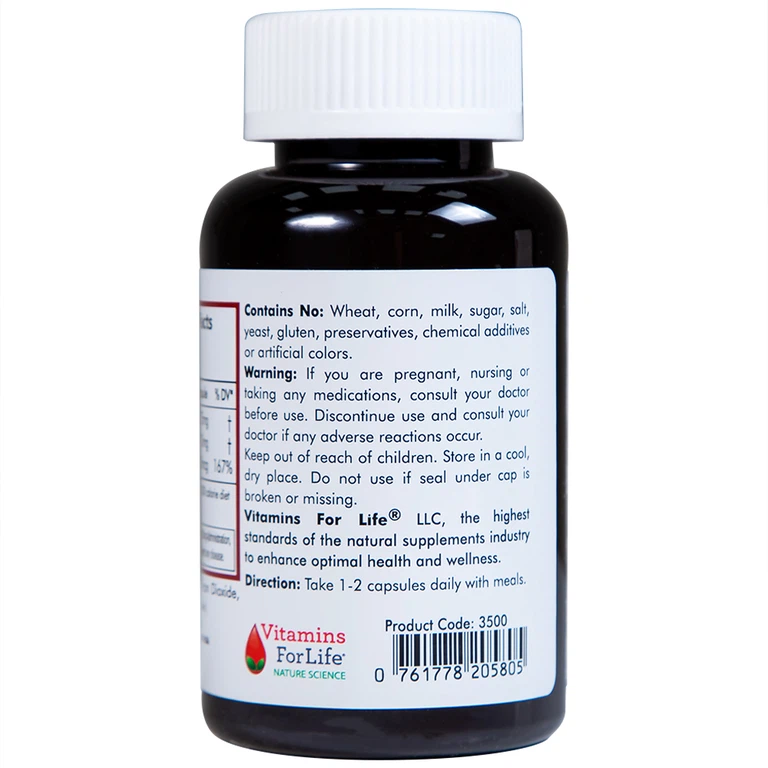 % DV*
†
†
167%
Contains No: Wheat, corn, milk, sugar, salt,
yeast, gluten, preservatives, chemical additives
or artificial colors.
Warning: If you are pregnant, nursing or
taking any medications, consult your doctor
before use. Discontinue use and consult your
doctor if any adverse reactions occur.
Keep out of reach of children. Store in a cool,
dry place. Do not use if seal under cap is
broken or missing.
Vitamins For Life® LLC, the highest
standards of the natural supplements industry
to enhance optimal health and wellness.
Direction: Take 1-2 capsules daily with meals.
Vitamins
ForLife
NATURE SCIENCE
Product Code: 3500
0 761778 205805